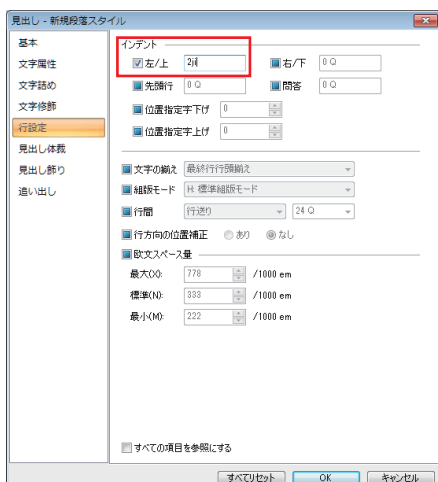 見出し - 新規段落スタイル
基本
文字属性
文字詰め
文字修飾
行設定
見出し体裁
見出し飾り
追い出し
インデント
左/上 2ji 右/下 0 Q
先頭行 0 Q 問答 0 Q
位置指定字下げ 0
位置指定字上げ 0
文字の揃え 最終行行頭揃え
組版モード H: 標準組版モード
行間 行送り 24 Q
行方向の位置補正 あり なし
欧文スペース量
最大(X): 778 /1000 em
標準(N): 333 /1000 em
最小(M): 222 /1000 em
すべての項目を参照にする
すべてリセット OK キャンセル